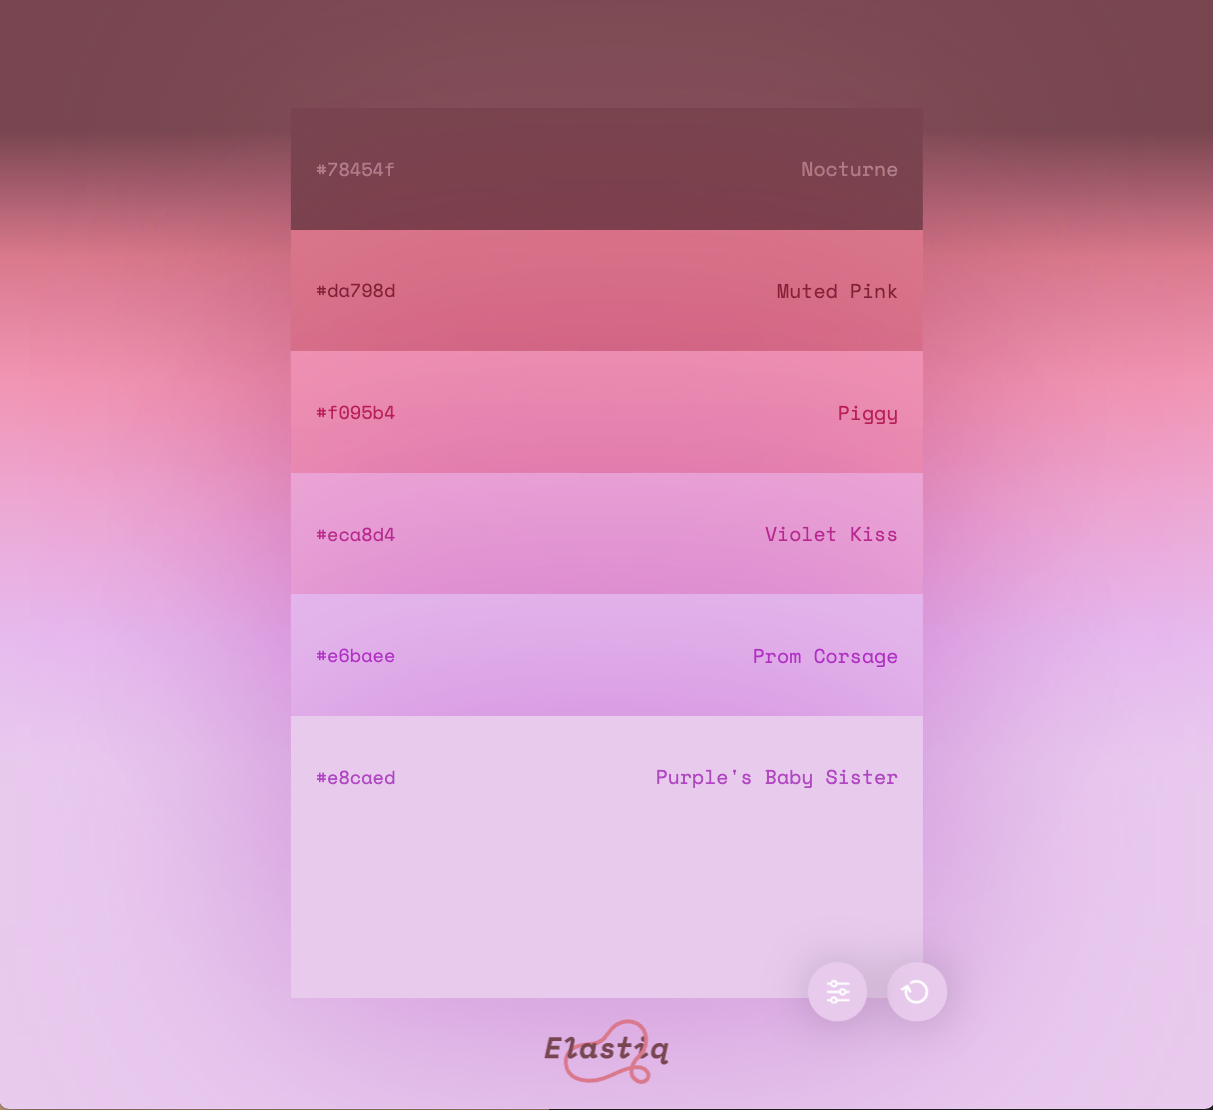 #78454f Nocturne
#da798d Muted Pink
#f095b4 Piggy
#eca8d4 Violet Kiss
#e6baee Prom Corsage
#e8caed Purple's Baby Sister
Elastiq